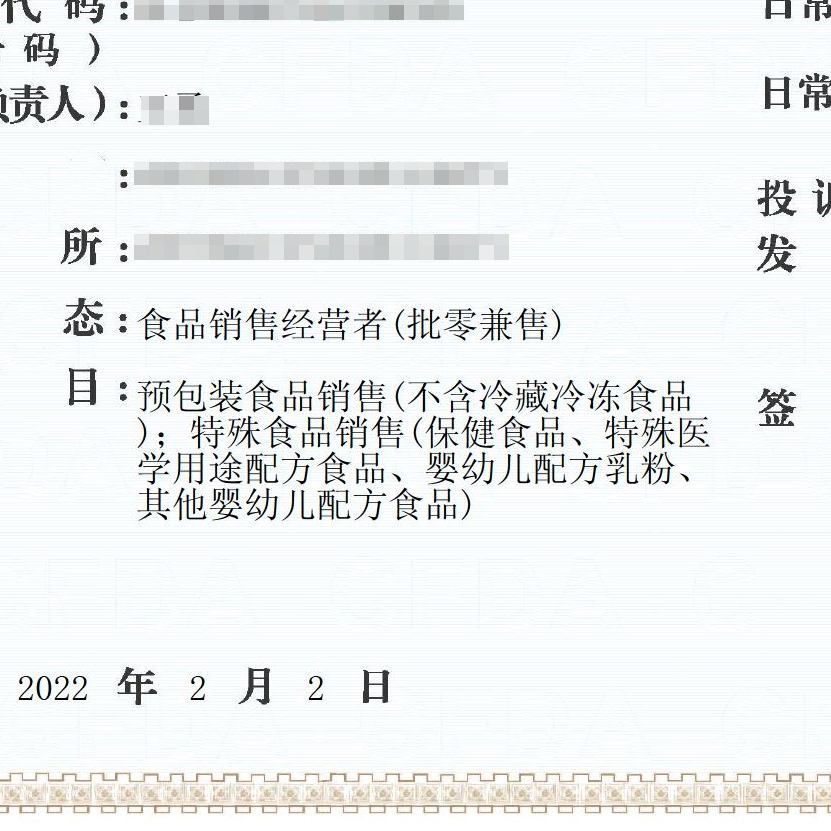 代 码：
码 ）
负责人）：
：
所：
态：食品销售经营者(批零兼售)
目：预包装食品销售(不含冷藏冷冻食品
)；特殊食品销售(保健食品、特殊医
学用途配方食品、婴幼儿配方乳粉、
其他婴幼儿配方食品)
2022 年 2 月 2 日
日常
日常
投 诉
发
签